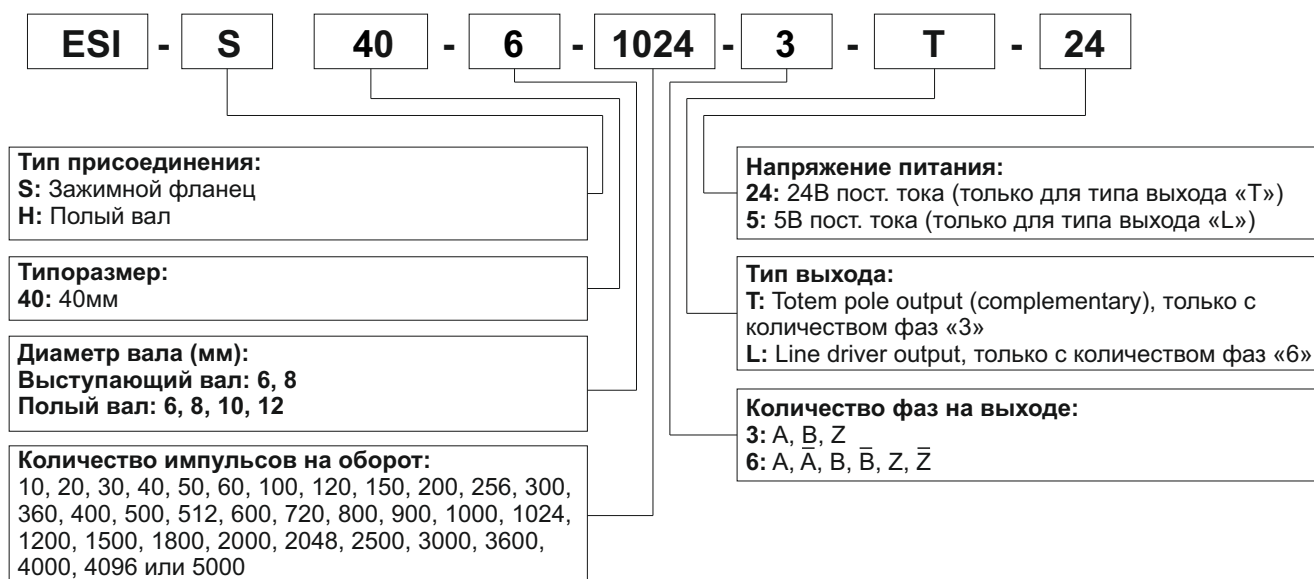 ESI - S 40 - 6 - 1024 - 3 - T - 24
Тип присоединения:
S: Зажимной фланец
H: Полый вал
Типоразмер:
40: 40мм
Диаметр вала (мм):
Выступающий вал: 6, 8
Полый вал: 6, 8, 10, 12
Количество импульсов на оборот:
10, 20, 30, 40, 50, 60, 100, 120, 150, 200, 256, 300,
360, 400, 500, 512, 600, 720, 800, 900, 1000, 1024,
1200, 1500, 1800, 2000, 2048, 2500, 3000, 3600,
4000, 4096 или 5000
Напряжение питания:
24: 24В пост. тока (только для типа выхода «T»)
5: 5В пост. тока (только для типа выхода «L»)
Тип выхода:
T: Totem pole output (complementary), только с
количеством фаз «3»
L: Line driver output, только с количеством фаз «6»
Количество фаз на выходе:
3: A, B, Z
6: A, A̅, B, B̅, Z, Z̅